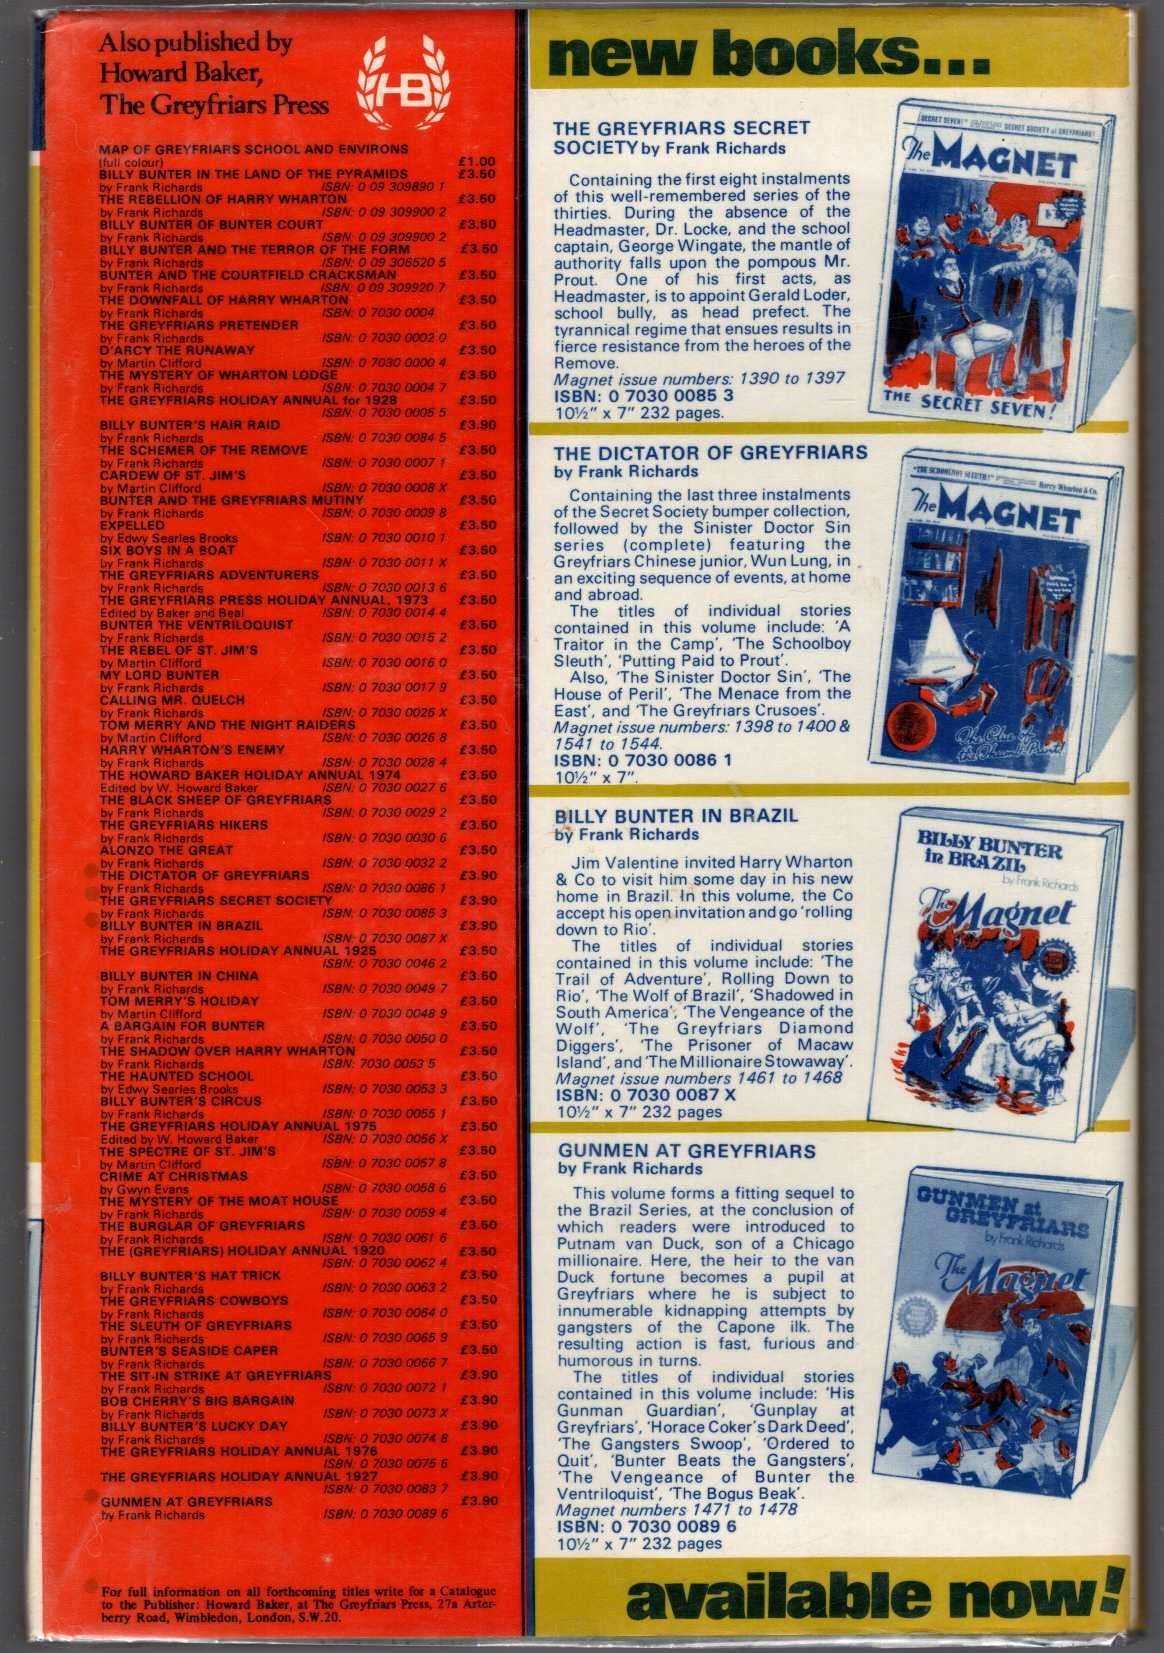 Also published by
Howard Baker,
The Greyfriars Press
HB
MAP OF GREYFRIARS SCHOOL AND ENVIRONS
(full colour) £1.00
BILLY BUNTER IN THE LAND OF THE PYRAMIDS £3.50
by Frank Richards ISBN: 0 09 309890 1
THE REBELLION OF HARRY WHARTON £3.50
by Frank Richards ISBN: 0 09 309900 2
BILLY BUNTER OF BUNTER COURT £3.50
by Frank Richards ISBN: 0 09 309900 2
BILLY BUNTER AND THE TERROR OF THE FORM £3.50
by Frank Richards ISBN: 0 09 306520 5
BUNTER AND THE COURTFIELD CRACKSMAN £3.50
by Frank Richards ISBN: 0 09 309920 7
THE DOWNFALL OF HARRY WHARTON £3.50
by Frank Richards ISBN: 0 7030 0004
THE GREYFRIARS PRETENDER £3.50
by Frank Richards ISBN: 0 7030 0002 0
D'ARCY THE RUNAWAY £3.50
by Martin Clifford ISBN: 0 7030 0000 4
THE MYSTERY OF WHARTON LODGE £3.50
by Frank Richards ISBN: 0 7030 0004 7
THE GREYFRIARS HOLIDAY ANNUAL for 1928 £3.50
ISBN: 0 7030 0005 5
BILLY BUNTER'S HAIR RAID £3.90
by Frank Richards ISBN: 0 7030 0084 5
THE SCHEMER OF THE REMOVE £3.50
by Frank Richards ISBN: 0 7030 0007 1
CARDEW OF ST. JIM'S £3.50
by Martin Clifford ISBN: 0 7030 0008 X
BUNTER AND THE GREYFRIARS MUTINY £3.50
by Frank Richards ISBN: 0 7030 0009 8
EXPELLED £3.50
by Edwy Searles Brooks ISBN: 0 7030 0010 1
SIX BOYS IN A BOAT £3.50
by Frank Richards ISBN: 0 7030 0011 X
THE GREYFRIARS ADVENTURERS £3.50
by Frank Richards ISBN: 0 7030 0013 6
THE GREYFRIARS PRESS HOLIDAY ANNUAL, 1973 £3.50
Edited by Baker and Beal ISBN: 0 7030 0014 4
BUNTER THE VENTRILOQUIST £3.50
by Frank Richards ISBN: 0 7030 0015 2
THE REBEL OF ST. JIM'S £3.50
by Martin Clifford ISBN: 0 7030 0016 0
MY LORD BUNTER £3.50
by Frank Richards ISBN: 0 7030 0017 9
CALLING MR. QUELCH £3.50
by Frank Richards ISBN: 0 7030 0025 X
TOM MERRY AND THE NIGHT RAIDERS £3.50
by Martin Clifford ISBN: 0 7030 0026 8
HARRY WHARTON'S ENEMY £3.50
by Frank Richards ISBN: 0 7030 0028 4
THE HOWARD BAKER HOLIDAY ANNUAL 1974 £3.50
Edited by W. Howard Baker ISBN: 0 7030 0027 6
THE BLACK SHEEP OF GREYFRIARS £3.50
by Frank Richards ISBN: 0 7030 0029 2
THE GREYFRIARS HIKERS £3.50
by Frank Richards ISBN: 0 7030 0030 6
ALONZO THE GREAT £3.50
by Frank Richards ISBN: 0 7030 0032 2
THE DICTATOR OF GREYFRIARS £3.90
by Frank Richards ISBN: 0 7030 0086 1
THE GREYFRIARS SECRET SOCIETY £3.90
by Frank Richards ISBN: 0 7030 0085 3
BILLY BUNTER IN BRAZIL £3.90
by Frank Richards ISBN: 0 7030 0087 X
THE GREYFRIARS HOLIDAY ANNUAL 1925 £3.50
ISBN: 0 7030 0046 2
BILLY BUNTER IN CHINA £3.50
by Frank Richards ISBN: 0 7030 0049 7
TOM MERRY'S HOLIDAY £3.50
by Martin Clifford ISBN: 0 7030 0048 9
A BARGAIN FOR BUNTER £3.50
by Frank Richards ISBN: 0 7030 0050 0
THE SHADOW OVER HARRY WHARTON £3.50
by Frank Richards ISBN: 7030 0053 5
THE HAUNTED SCHOOL £3.50
by Edwy Searles Brooks ISBN: 0 7030 0053 3
BILLY BUNTER'S CIRCUS £3.50
by Frank Richards ISBN: 0 7030 0055 1
THE GREYFRIARS HOLIDAY ANNUAL 1975 £3.50
Edited by W. Howard Baker ISBN: 0 7030 0056 X
THE SPECTRE OF ST. JIM'S £3.50
by Martin Clifford ISBN: 0 7030 0057 8
CRIME AT CHRISTMAS £3.50
by Gwyn Evans ISBN: 0 7030 0058 6
THE MYSTERY OF THE MOAT HOUSE £3.50
by Frank Richards ISBN: 0 7030 0059 4
THE BURGLAR OF GREYFRIARS £3.50
by Frank Richards ISBN: 0 7030 0061 6
THE (GREYFRIARS) HOLIDAY ANNUAL 1920 £3.50
ISBN: 0 7030 0062 4
BILLY BUNTER'S HAT TRICK £3.50
by Frank Richards ISBN: 0 7030 0063 2
THE GREYFRIARS COWBOYS £3.50
by Frank Richards ISBN: 0 7030 0064 0
THE SLEUTH OF GREYFRIARS £3.50
by Frank Richards ISBN: 0 7030 0065 9
BUNTER'S SEASIDE CAPER £3.50
by Frank Richards ISBN: 0 7030 0066 7
THE SIT-IN STRIKE AT GREYFRIARS £3.90
by Frank Richards ISBN: 0 7030 0072 1
BOB CHERRY'S BIG BARGAIN £3.90
by Frank Richards ISBN: 0 7030 0073 X
BILLY BUNTER'S LUCKY DAY £3.90
by Frank Richards ISBN: 0 7030 0074 8
THE GREYFRIARS HOLIDAY ANNUAL 1976 £3.90
ISBN: 0 7030 0075 6
THE GREYFRIARS HOLIDAY ANNUAL 1927 £3.90
ISBN: 0 7030 0083 7
GUNMEN AT GREYFRIARS £3.90
by Frank Richards ISBN: 0 7030 0089 6
For full information on all forthcoming titles write for a Catalogue
to the Publisher: Howard Baker, at The Greyfriars Press, 27a Arter-
berry Road, Wimbledon, London, S.W.20.
new books...
THE GREYFRIARS SECRET
SOCIETY by Frank Richards
Containing the first eight instalments
of this well-remembered series of the
thirties. During the absence of the
Headmaster, Dr. Locke, and the school
captain, George Wingate, the mantle of
authority falls upon the pompous Mr.
Prout. One of his first acts, as
Headmaster, is to appoint Gerald Loder,
school bully, as head prefect. The
tyrannical regime that ensues results in
fierce resistance from the heroes of the
Remove.
Magnet issue numbers: 1390 to 1397
ISBN: 0 7030 0085 3
10½" x 7" 232 pages.
"SECRET SEVEN!" SECRET SOCIETY at GREYFRIARS!
The MAGNET
THE SECRET SEVEN!
THE DICTATOR OF GREYFRIARS
by Frank Richards
Containing the last three instalments
of the Secret Society bumper collection,
followed by the Sinister Doctor Sin
series (complete) featuring the
Greyfriars Chinese junior, Wun Lung, in
an exciting sequence of events, at home
and abroad.
The titles of individual stories
contained in this volume include: 'A
Traitor in the Camp', 'The Schoolboy
Sleuth', 'Putting Paid to Prout'.
Also, 'The Sinister Doctor Sin', 'The
House of Peril', 'The Menace from the
East', and 'The Greyfriars Crusoes'.
Magnet issue numbers: 1398 to 1400 &
1541 to 1544.
ISBN: 0 7030 0086 1
10½" x 7".
"THE SCHOOLBOY SLEUTH!" Harry Wharton & Co.
The MAGNET
The Clue of
the Thumb Print!
BILLY BUNTER IN BRAZIL
by Frank Richards
Jim Valentine invited Harry Wharton
& Co to visit him some day in his new
home in Brazil. In this volume, the Co
accept his open invitation and go 'rolling
down to Rio'.
The titles of individual stories
contained in this volume include: 'The
Trail of Adventure', Rolling Down to
Rio', 'The Wolf of Brazil', 'Shadowed in
South America', 'The Vengeance of the
Wolf', 'The Greyfriars Diamond
Diggers', 'The Prisoner of Macaw
Island', and 'The Millionaire Stowaway'.
Magnet issue numbers 1461 to 1468
ISBN: 0 7030 0087 X
10½" x 7" 232 pages
BILLY BUNTER
in BRAZIL
by Frank Richards
The Magnet
GUNMEN AT GREYFRIARS
by Frank Richards
This volume forms a fitting sequel to
the Brazil Series, at the conclusion of
which readers were introduced to
Putnam van Duck, son of a Chicago
millionaire. Here, the heir to the van
Duck fortune becomes a pupil at
Greyfriars where he is subject to
innumerable kidnapping attempts by
gangsters of the Capone ilk. The
resulting action is fast, furious and
humorous in turns.
The titles of individual stories
contained in this volume include: 'His
Gunman Guardian', 'Gunplay at
Greyfriars', 'Horace Coker's Dark Deed',
'The Gangsters Swoop', 'Ordered to
Quit', 'Bunter Beats the Gangsters',
'The Vengeance of Bunter the
Ventriloquist', 'The Bogus Beak'.
Magnet numbers 1471 to 1478
ISBN: 0 7030 0089 6
10½" x 7" 232 pages
GUNMEN at
GREYFRIARS
by Frank Richards
The Magnet
available now!